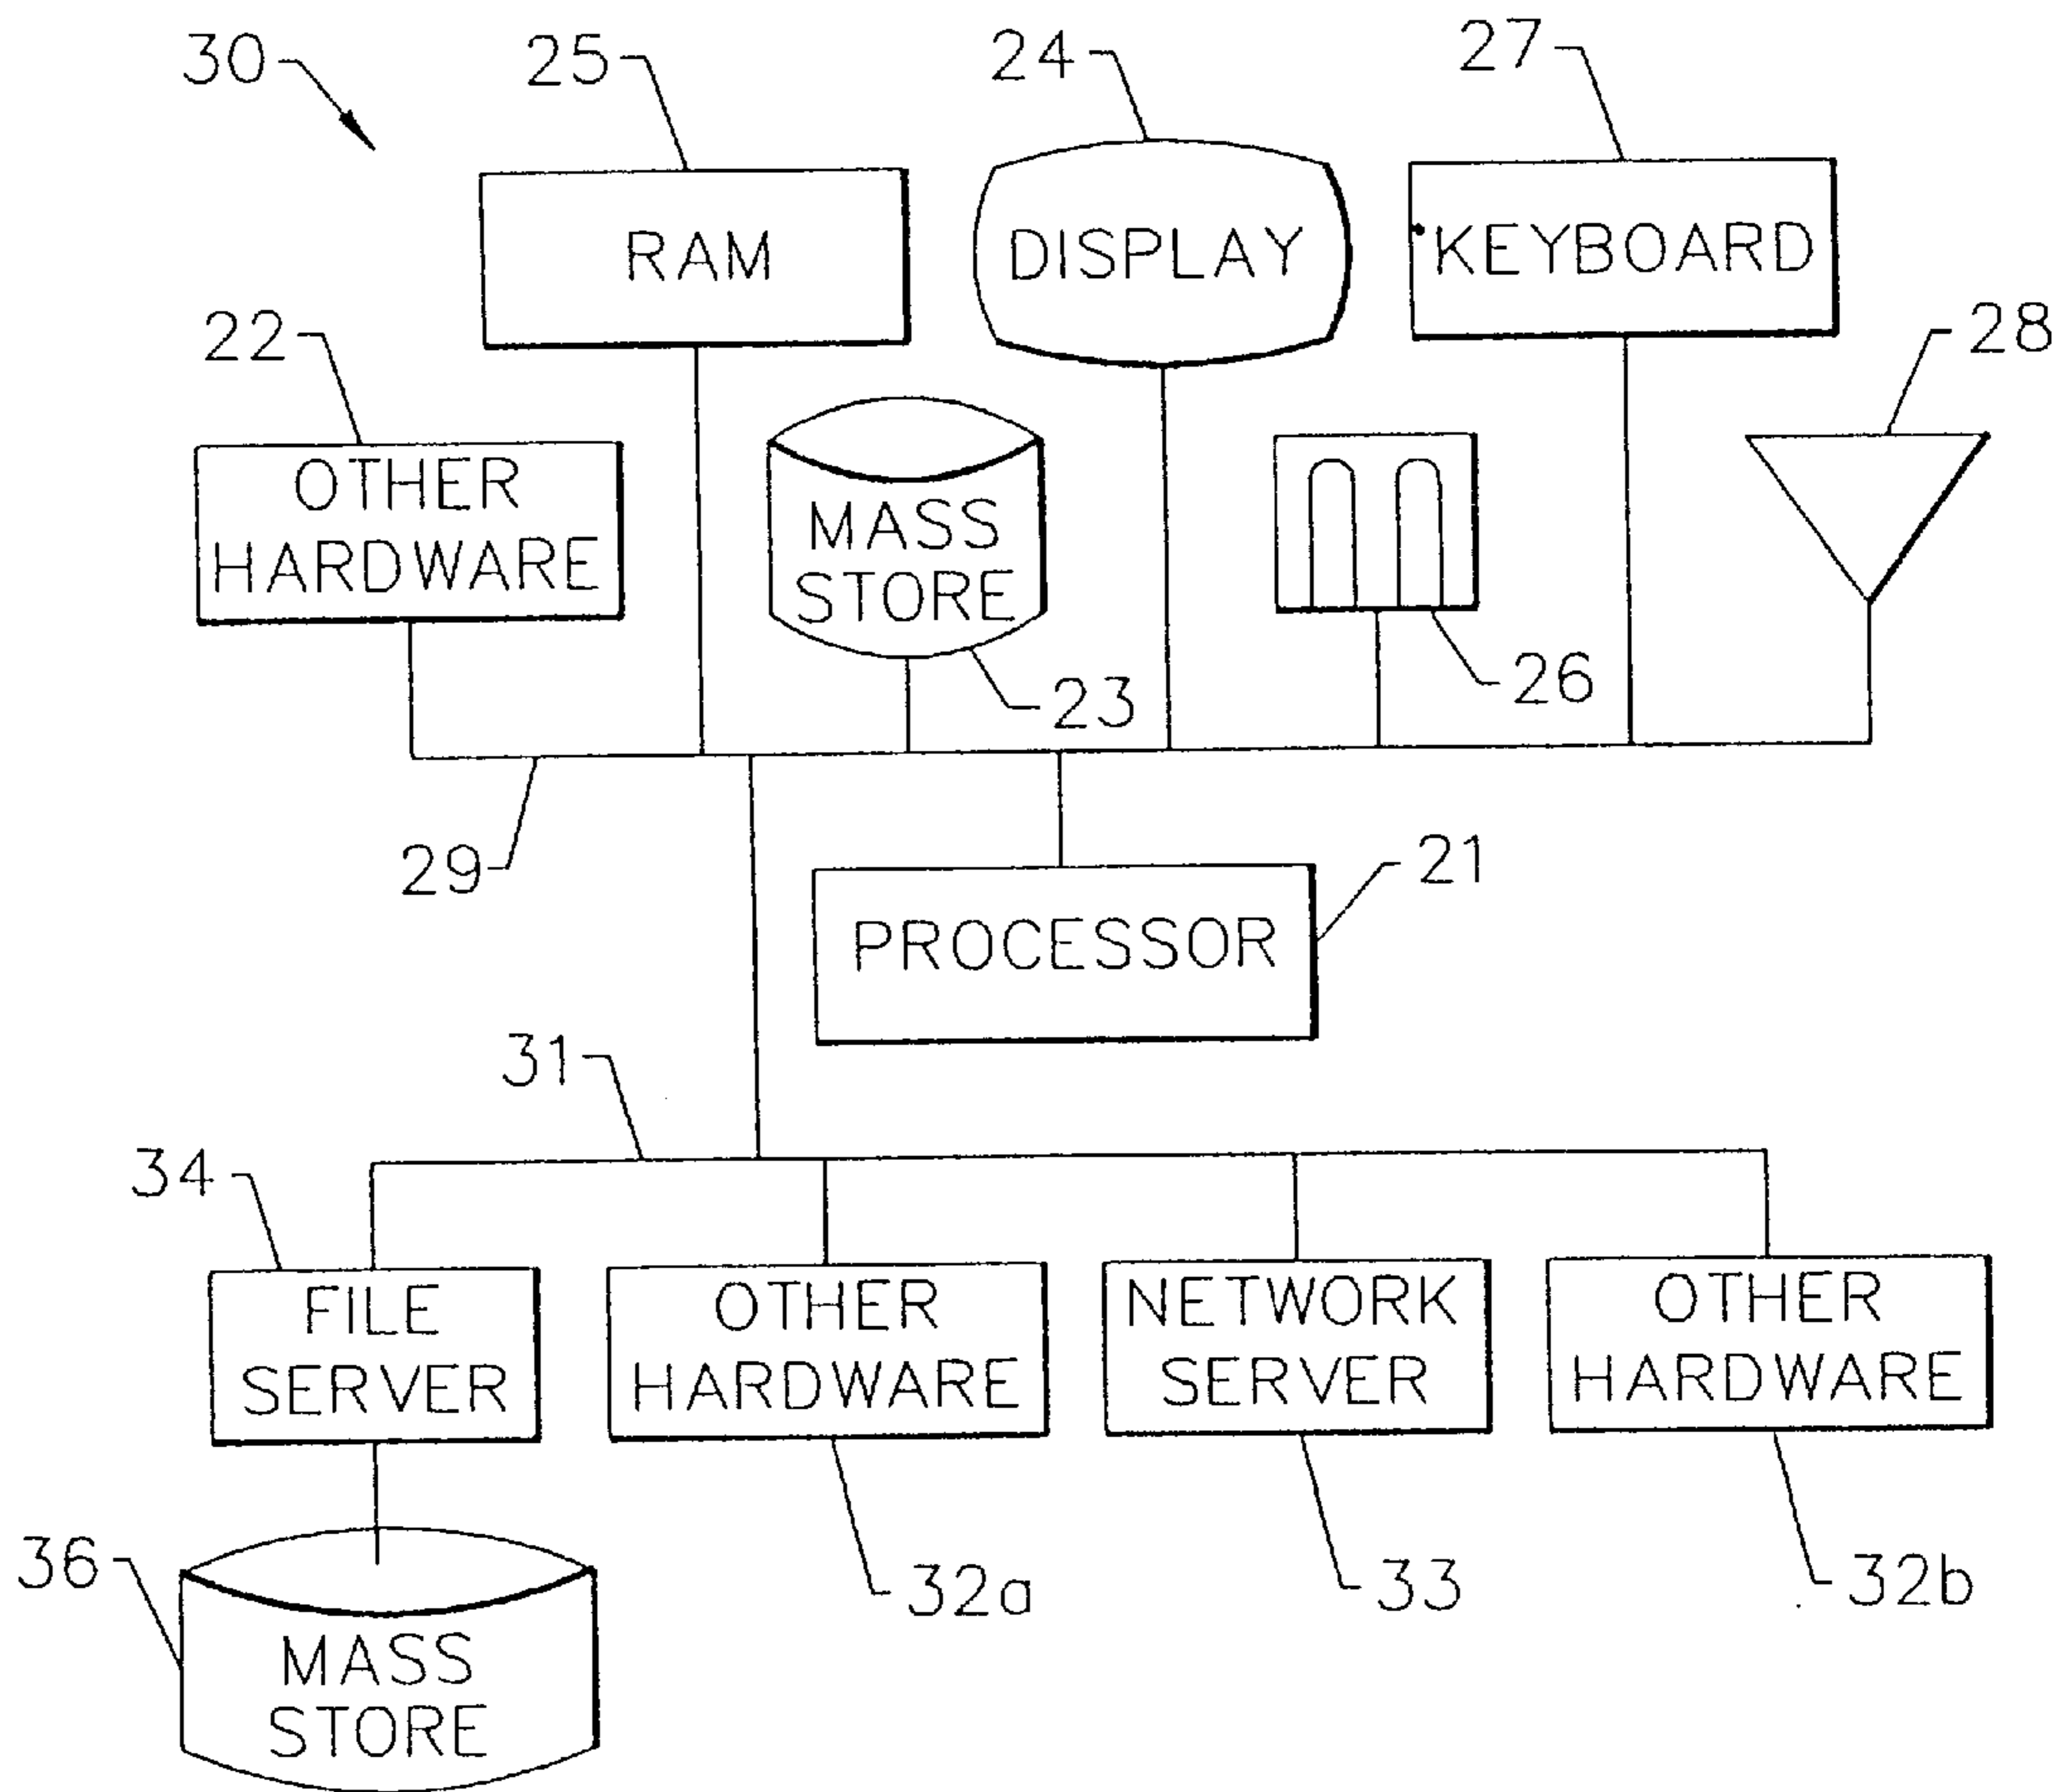 30
25
24
27
RAM
DISPLAY
KEYBOARD
22
28
OTHER
HARDWARE
MASS
STORE
23
26
29
21
PROCESSOR
31
34
FILE
SERVER
OTHER
HARDWARE
NETWORK
SERVER
OTHER
HARDWARE
36
32a
33
32b
MASS
STORE